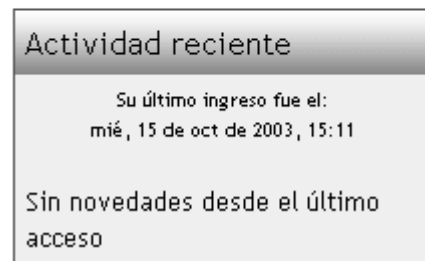 Actividad reciente
Su último ingreso fue el:
mié, 15 de oct de 2003, 15:11
Sin novedades desde el último
acceso